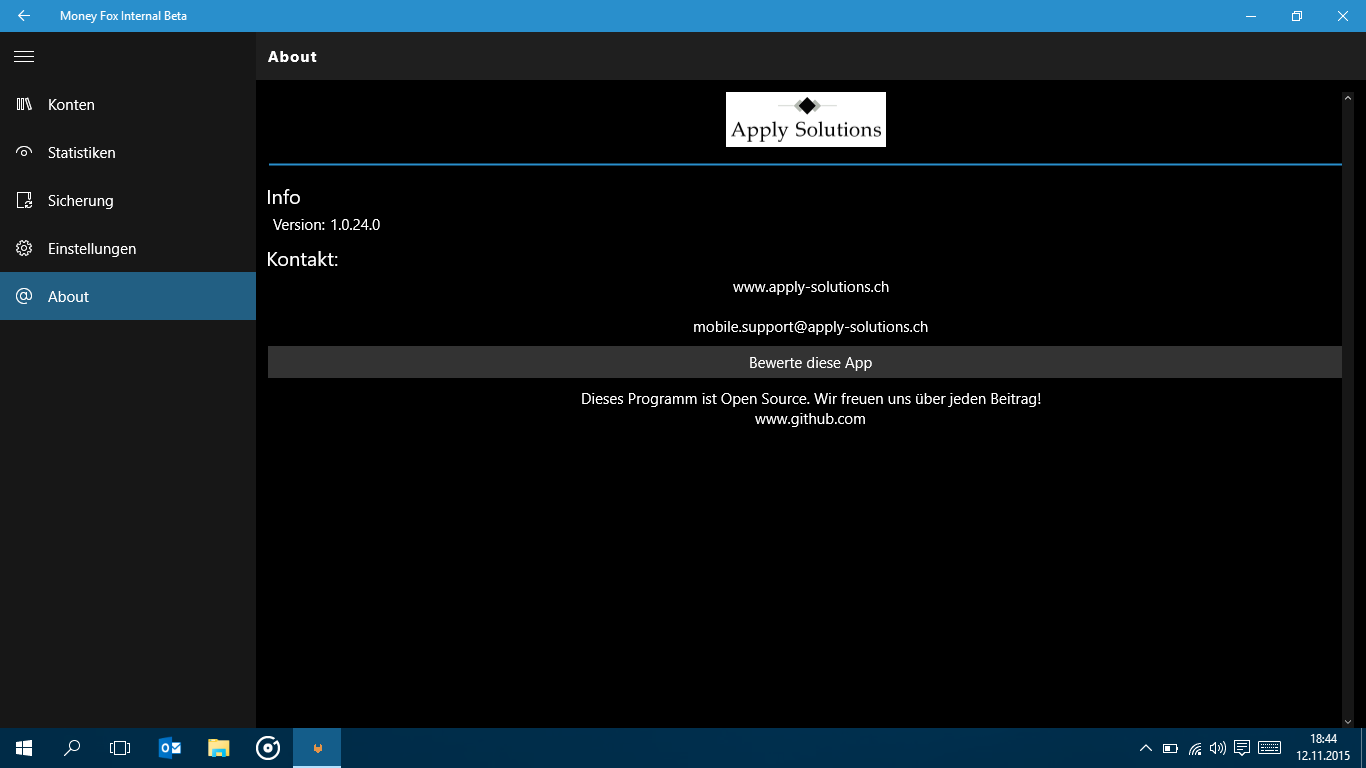 Money Fox Internal Beta
About
Konten
Statistiken
Sicherung
Einstellungen
About
Apply Solutions
Info
Version: 1.0.24.0
Kontakt:
www.apply-solutions.ch
mobile.support@apply-solutions.ch
Bewerte diese App
Dieses Programm ist Open Source. Wir freuen uns über jeden Beitrag!
www.github.com
18:44
12.11.2015